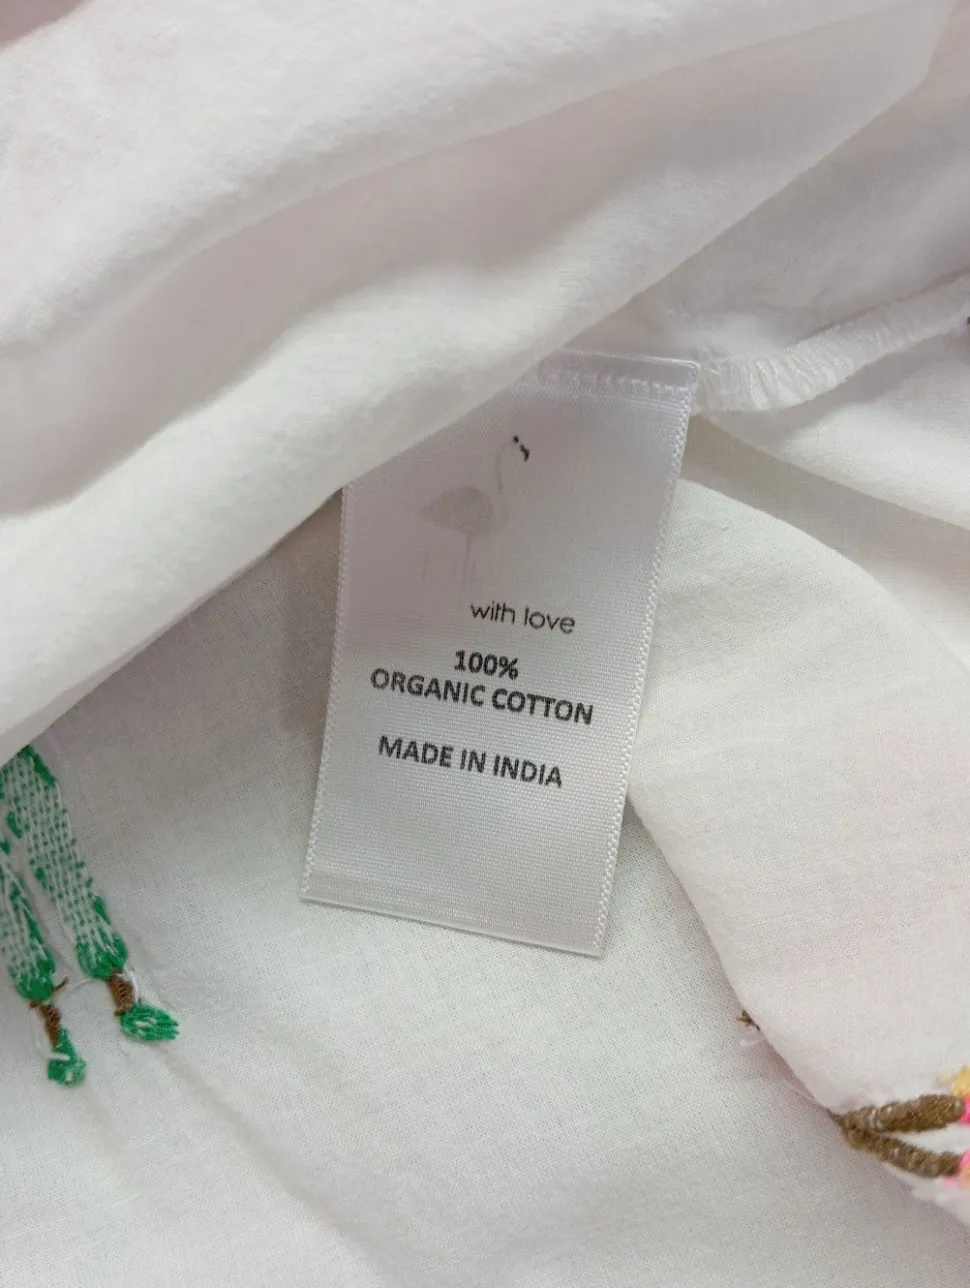 with love
100%
ORGANIC COTTON
MADE IN INDIA